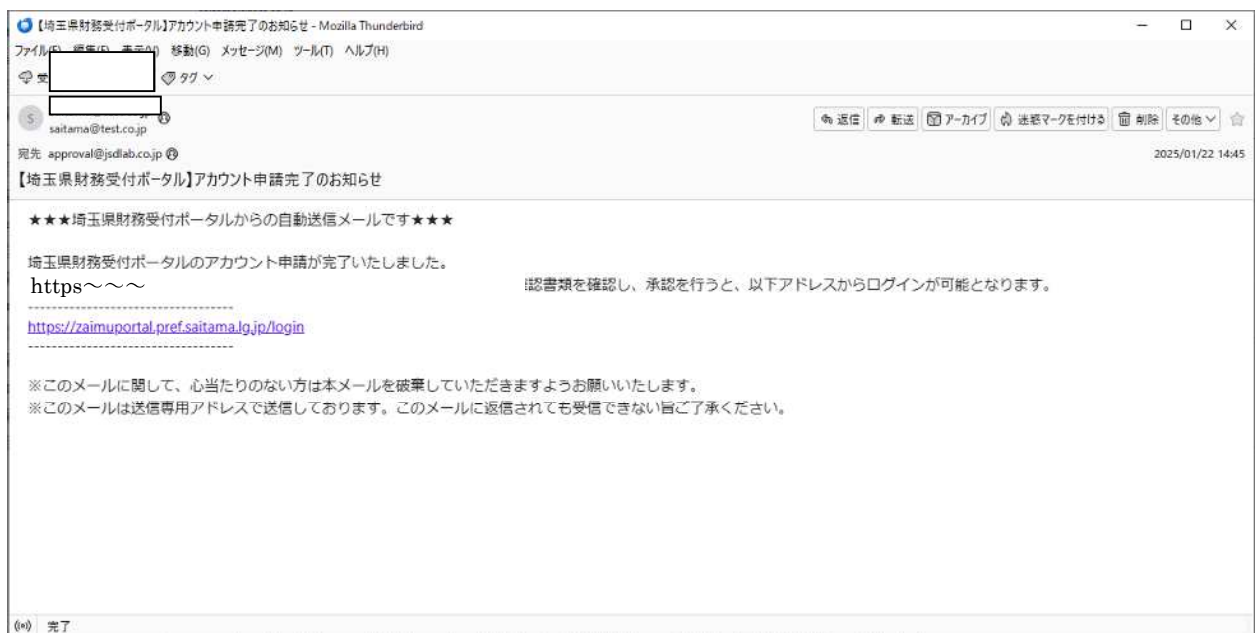 【埼玉県財務受付ポータル】アカウント申請完了のお知らせ - Mozilla Thunderbird
移動(G) メッセージ(M) ツール(T) ヘルプ(H)
受
タグ
S
saitama@test.co.jp
返信 転送 アーカイブ 迷惑マークを付ける 削除 その他
宛先 approval@jsdlab.co.jp
2025/01/22 14:45
【埼玉県財務受付ポータル】アカウント申請完了のお知らせ
★★★埼玉県財務受付ポータルからの自動送信メールです★★★
埼玉県財務受付ポータルのアカウント申請が完了いたしました。
https～～～ 認書類を確認し、承認を行うと、以下アドレスからログインが可能となります。
----------------------------------
https://zaimuportal.pref.saitama.lg.jp/login
----------------------------------
※このメールに関して、心当たりのない方は本メールを破棄していただきますようお願いいたします。
※このメールは送信専用アドレスで送信しております。このメールに返信されても受信できない旨ご了承ください。
完了